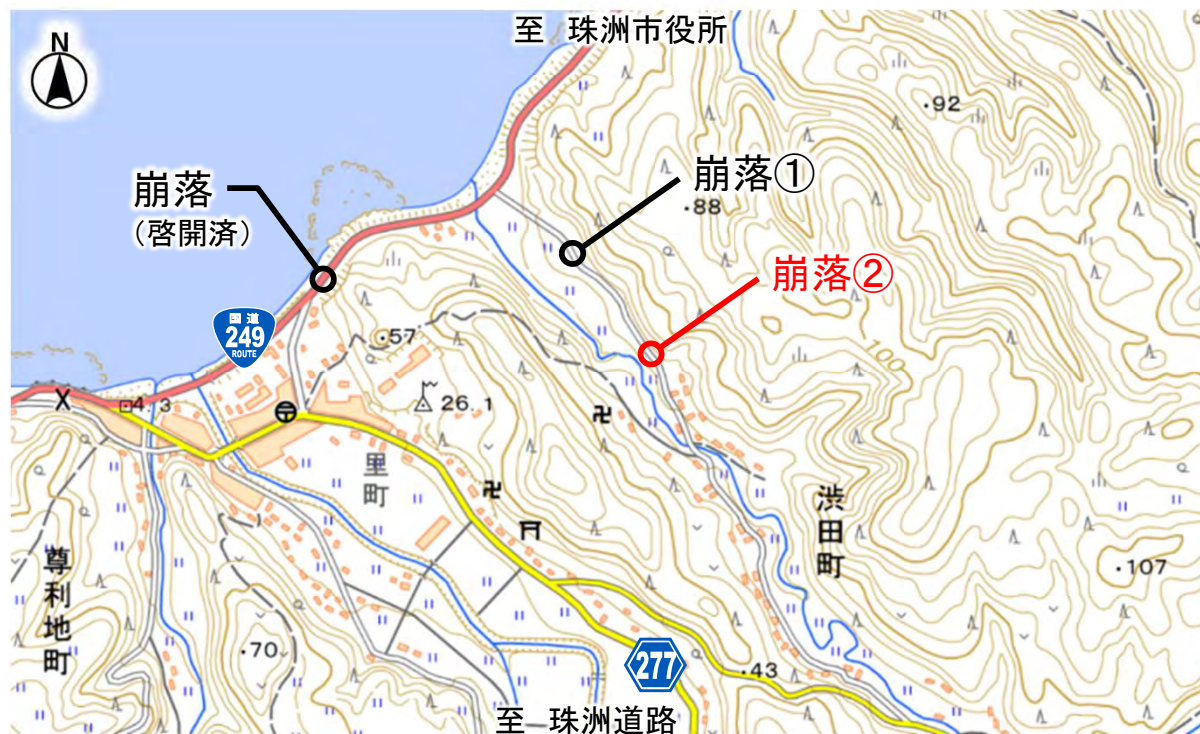 至 珠洲市役所
N
・92
崩落
(啓開済)
崩落①
・88
崩落②
国道
249
ROUTE
・57
100
4.3
26.1
里町
渋田町
尊利地町
・107
・70
277
・43
至 珠洲道路